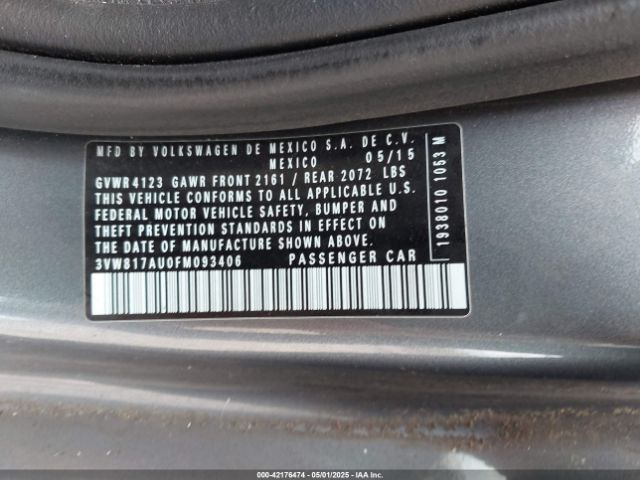 MFD BY VOLKSWAGEN DE MEXICO S.A. DE C.V.
MEXICO 05/15
GVWR 4123 GAWR FRONT 2161 / REAR 2072 LBS
THIS VEHICLE CONFORMS TO ALL APPLICABLE U.S.
FEDERAL MOTOR VEHICLE SAFETY, BUMPER AND
THEFT PREVENTION STANDARDS IN EFFECT ON
THE DATE OF MANUFACTURE SHOWN ABOVE.
3VW817AU0FM093406 PASSENGER CAR
1938010 1063 M
000-42176474 - 05/01/2025 - IAA Inc.